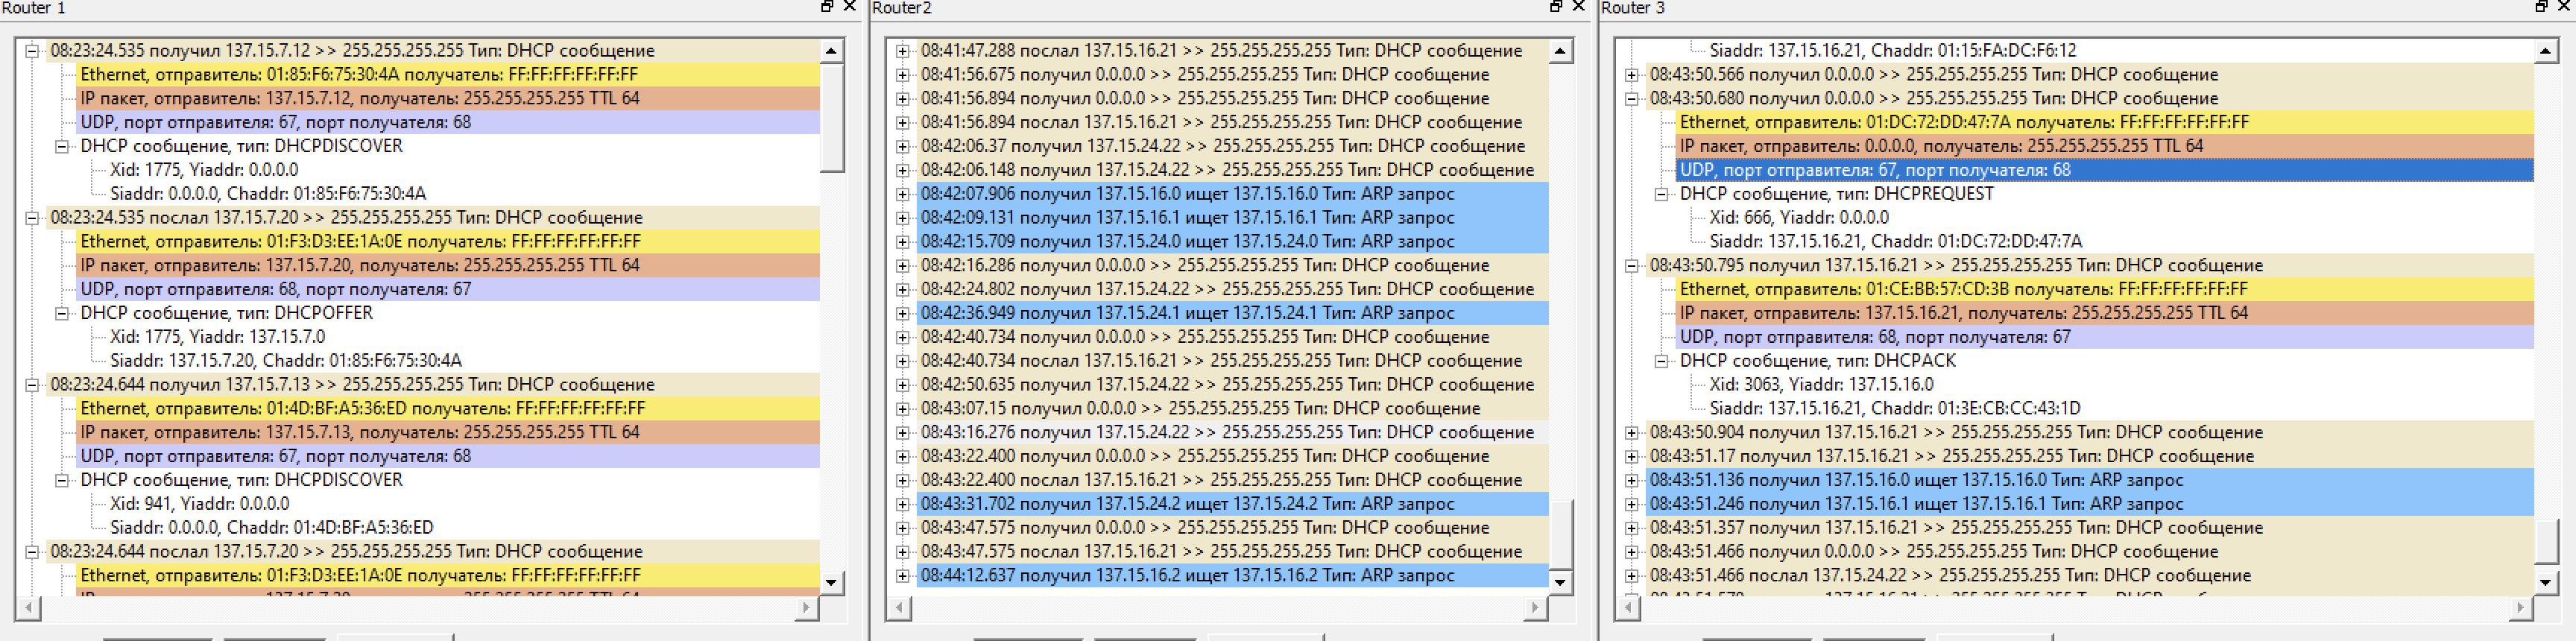 Router 1
08:23:24.535 получил 137.15.7.12 >> 255.255.255.255 Тип: DHCP сообщение
Ethernet, отправитель: 01:85:F6:75:30:4A получатель: FF:FF:FF:FF:FF:FF
IP пакет, отправитель: 137.15.7.12, получатель: 255.255.255.255 TTL 64
UDP, порт отправителя: 67, порт получателя: 68
DHCP сообщение, тип: DHCPDISCOVER
Xid: 1775, Yiaddr: 0.0.0.0
Siaddr: 0.0.0.0, Chaddr: 01:85:F6:75:30:4A
08:23:24.535 послал 137.15.7.20 >> 255.255.255.255 Тип: DHCP сообщение
Ethernet, отправитель: 01:F3:D3:EE:1A:0E получатель: FF:FF:FF:FF:FF:FF
IP пакет, отправитель: 137.15.7.20, получатель: 255.255.255.255 TTL 64
UDP, порт отправителя: 68, порт получателя: 67
DHCP сообщение, тип: DHCPOFFER
Xid: 1775, Yiaddr: 137.15.7.0
Siaddr: 137.15.7.20, Chaddr: 01:85:F6:75:30:4A
08:23:24.644 получил 137.15.7.13 >> 255.255.255.255 Тип: DHCP сообщение
Ethernet, отправитель: 01:4D:BF:A5:36:ED получатель: FF:FF:FF:FF:FF:FF
IP пакет, отправитель: 137.15.7.13, получатель: 255.255.255.255 TTL 64
UDP, порт отправителя: 67, порт получателя: 68
DHCP сообщение, тип: DHCPDISCOVER
Xid: 941, Yiaddr: 0.0.0.0
Siaddr: 0.0.0.0, Chaddr: 01:4D:BF:A5:36:ED
08:23:24.644 послал 137.15.7.20 >> 255.255.255.255 Тип: DHCP сообщение
Ethernet, отправитель: 01:F3:D3:EE:1A:0E получатель: FF:FF:FF:FF:FF:FF
Router2
08:41:47.288 послал 137.15.16.21 >> 255.255.255.255 Тип: DHCP сообщение
08:41:56.675 получил 0.0.0.0 >> 255.255.255.255 Тип: DHCP сообщение
08:41:56.894 получил 0.0.0.0 >> 255.255.255.255 Тип: DHCP сообщение
08:41:56.894 послал 137.15.16.21 >> 255.255.255.255 Тип: DHCP сообщение
08:42:06.37 получил 137.15.24.22 >> 255.255.255.255 Тип: DHCP сообщение
08:42:06.148 получил 137.15.24.22 >> 255.255.255.255 Тип: DHCP сообщение
08:42:07.906 получил 137.15.16.0 ищет 137.15.16.0 Тип: ARP запрос
08:42:09.131 получил 137.15.16.1 ищет 137.15.16.1 Тип: ARP запрос
08:42:15.709 получил 137.15.24.0 ищет 137.15.24.0 Тип: ARP запрос
08:42:16.286 получил 0.0.0.0 >> 255.255.255.255 Тип: DHCP сообщение
08:42:24.802 получил 137.15.24.22 >> 255.255.255.255 Тип: DHCP сообщение
08:42:36.949 получил 137.15.24.1 ищет 137.15.24.1 Тип: ARP запрос
08:42:40.734 получил 0.0.0.0 >> 255.255.255.255 Тип: DHCP сообщение
08:42:40.734 послал 137.15.16.21 >> 255.255.255.255 Тип: DHCP сообщение
08:42:50.635 получил 137.15.24.22 >> 255.255.255.255 Тип: DHCP сообщение
08:43:07.15 получил 0.0.0.0 >> 255.255.255.255 Тип: DHCP сообщение
08:43:16.276 получил 137.15.24.22 >> 255.255.255.255 Тип: DHCP сообщение
08:43:22.400 получил 0.0.0.0 >> 255.255.255.255 Тип: DHCP сообщение
08:43:22.400 послал 137.15.16.21 >> 255.255.255.255 Тип: DHCP сообщение
08:43:31.702 получил 137.15.24.2 ищет 137.15.24.2 Тип: ARP запрос
08:43:47.575 получил 0.0.0.0 >> 255.255.255.255 Тип: DHCP сообщение
08:43:47.575 послал 137.15.16.21 >> 255.255.255.255 Тип: DHCP сообщение
08:44:12.637 получил 137.15.16.2 ищет 137.15.16.2 Тип: ARP запрос
Router 3
Siaddr: 137.15.16.21, Chaddr: 01:15:FA:DC:F6:12
08:43:50.566 получил 0.0.0.0 >> 255.255.255.255 Тип: DHCP сообщение
08:43:50.680 получил 0.0.0.0 >> 255.255.255.255 Тип: DHCP сообщение
Ethernet, отправитель: 01:DC:72:DD:47:7A получатель: FF:FF:FF:FF:FF:FF
IP пакет, отправитель: 0.0.0.0, получатель: 255.255.255.255 TTL 64
UDP, порт отправителя: 67, порт получателя: 68
DHCP сообщение, тип: DHCPREQUEST
Xid: 666, Yiaddr: 0.0.0.0
Siaddr: 137.15.16.21, Chaddr: 01:DC:72:DD:47:7A
08:43:50.795 получил 137.15.16.21 >> 255.255.255.255 Тип: DHCP сообщение
Ethernet, отправитель: 01:CE:BB:57:CD:3B получатель: FF:FF:FF:FF:FF:FF
IP пакет, отправитель: 137.15.16.21, получатель: 255.255.255.255 TTL 64
UDP, порт отправителя: 68, порт получателя: 67
DHCP сообщение, тип: DHCPACK
Xid: 3063, Yiaddr: 137.15.16.0
Siaddr: 137.15.16.21, Chaddr: 01:3E:CB:CC:43:1D
08:43:50.904 получил 137.15.16.21 >> 255.255.255.255 Тип: DHCP сообщение
08:43:51.17 получил 137.15.16.21 >> 255.255.255.255 Тип: DHCP сообщение
08:43:51.136 получил 137.15.16.0 ищет 137.15.16.0 Тип: ARP запрос
08:43:51.246 получил 137.15.16.1 ищет 137.15.16.1 Тип: ARP запрос
08:43:51.357 получил 137.15.16.21 >> 255.255.255.255 Тип: DHCP сообщение
08:43:51.466 получил 0.0.0.0 >> 255.255.255.255 Тип: DHCP сообщение
08:43:51.466 послал 137.15.24.22 >> 255.255.255.255 Тип: DHCP сообщение